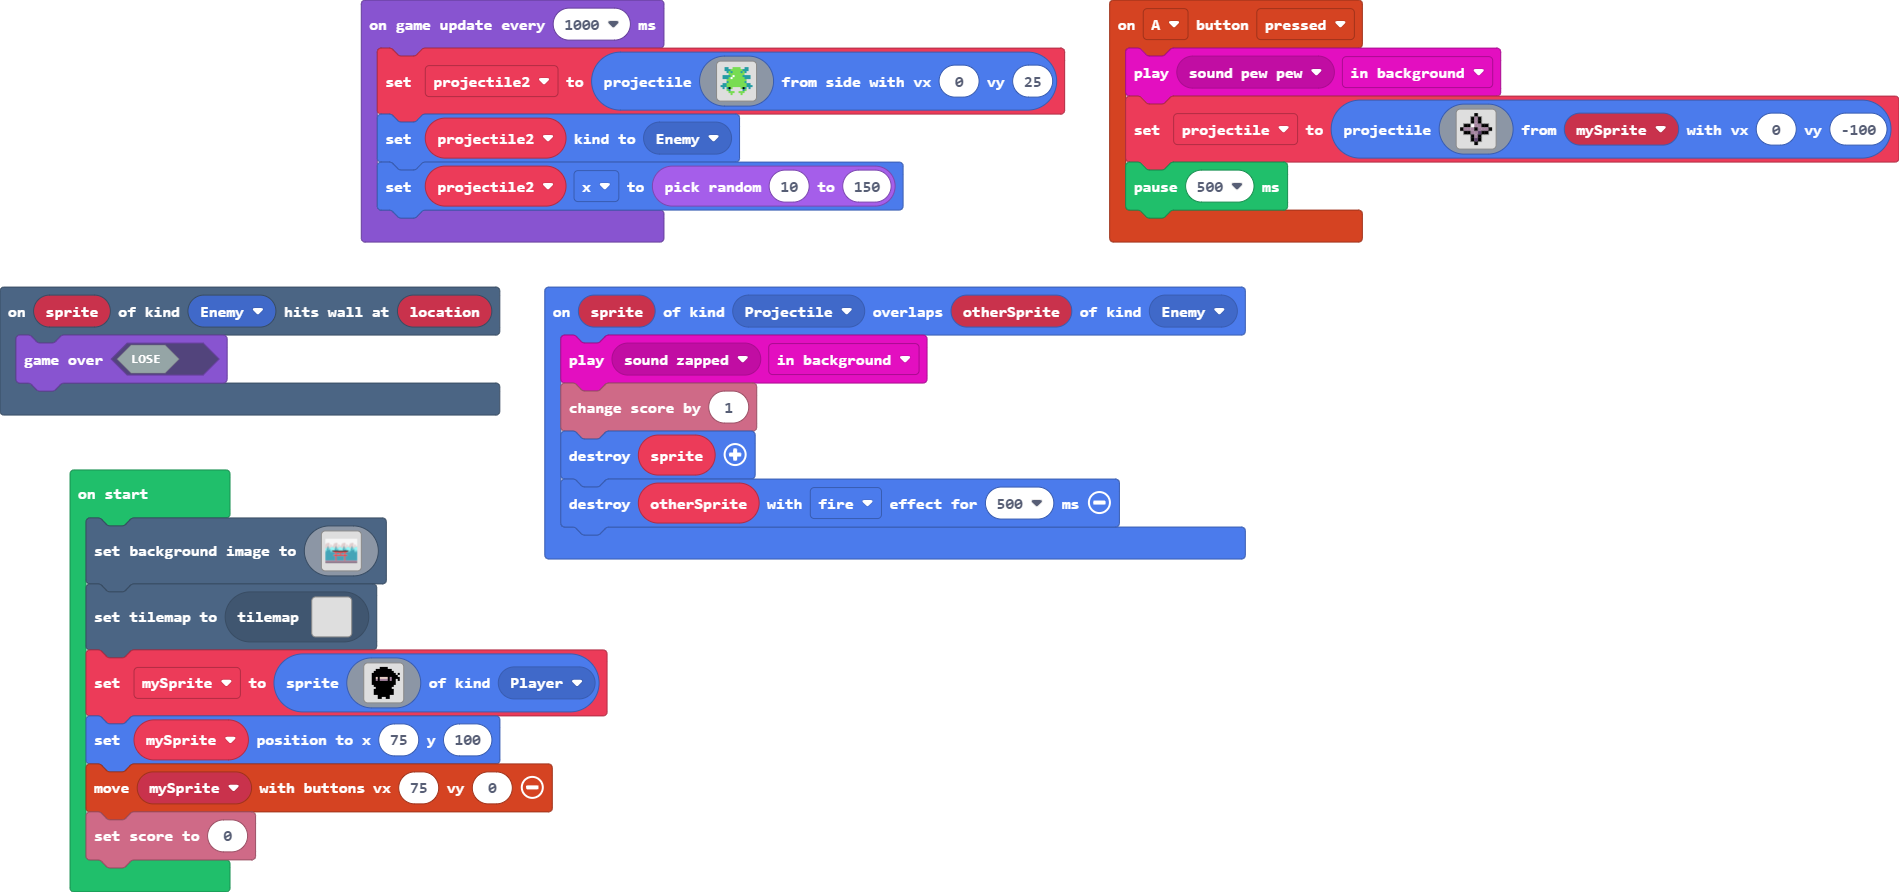 on game update every 1000 ms
set projectile2 to projectile from side with vx 0 vy 25
set projectile2 kind to Enemy
set projectile2 x to pick random 10 to 150
on A button pressed
play sound pew pew in background
set projectile to projectile from mySprite with vx 0 vy -100
pause 500 ms
on sprite of kind Enemy hits wall at location
game over LOSE
on sprite of kind Projectile overlaps otherSprite of kind Enemy
play sound zapped in background
change score by 1
destroy sprite
destroy otherSprite with fire effect for 500 ms
on start
set background image to
set tilemap to tilemap
set mySprite to sprite of kind Player
set mySprite position to x 75 y 100
move mySprite with buttons vx 75 vy 0
set score to 0